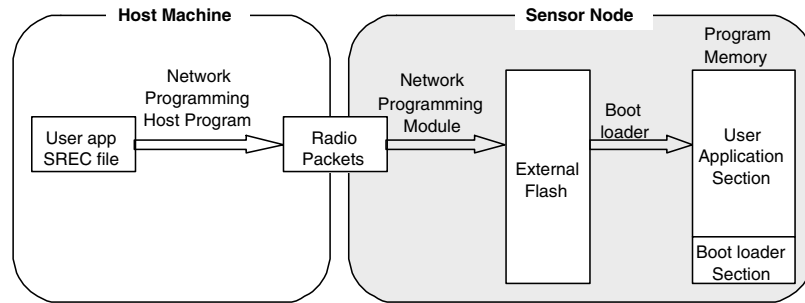 Host Machine
Sensor Node
Network
Programming
Host Program
User app
SREC file
Radio
Packets
Network
Programming
Module
External
Flash
Boot
loader
Program
Memory
User
Application
Section
Boot loader
Section